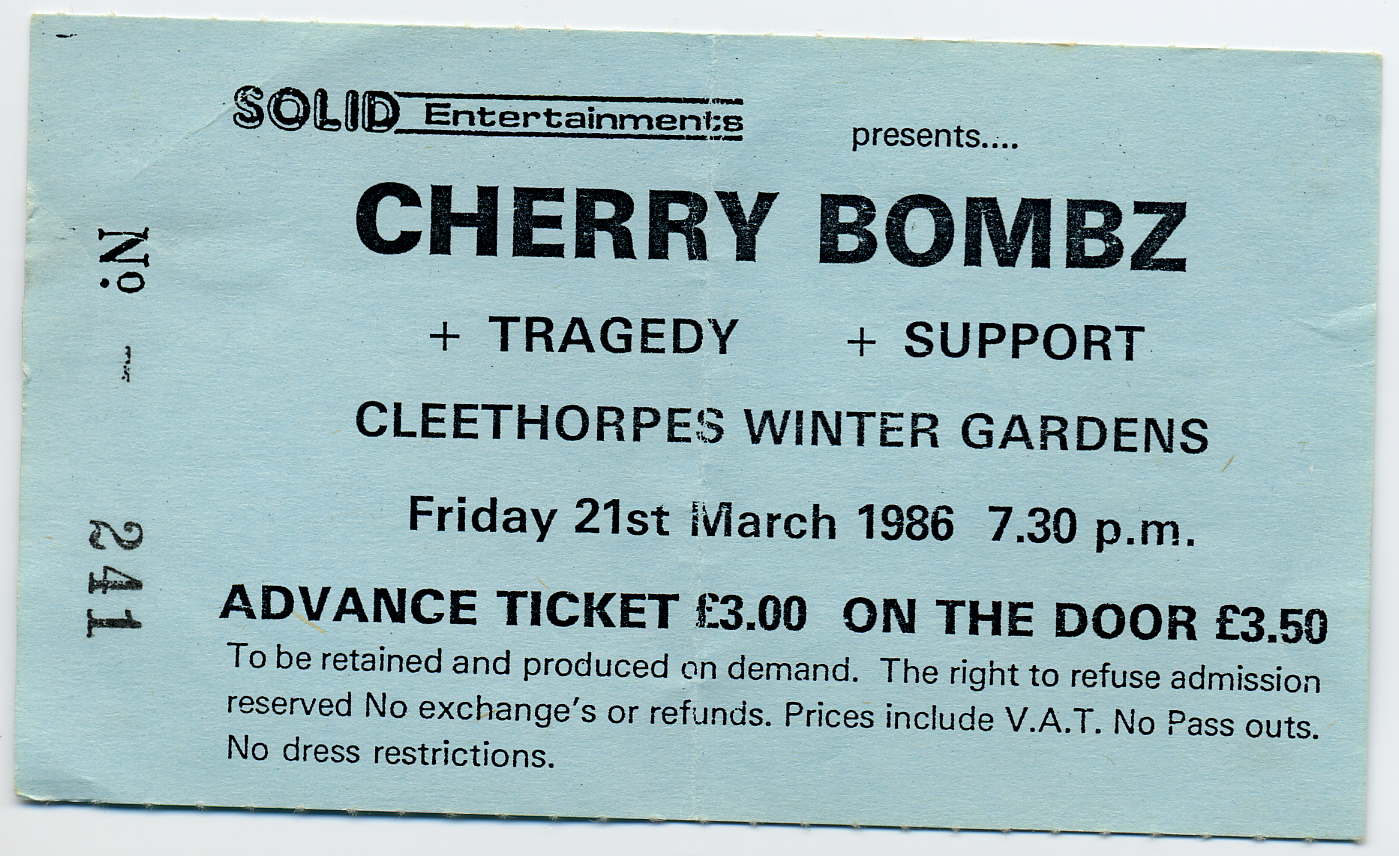 SOLID Entertainments presents....
CHERRY BOMBZ
+ TRAGEDY + SUPPORT
CLEETHORPES WINTER GARDENS
Friday 21st March 1986 7.30 p.m.
ADVANCE TICKET £3.00 ON THE DOOR £3.50
To be retained and produced on demand. The right to refuse admission
reserved No exchange's or refunds. Prices include V.A.T. No Pass outs.
No dress restrictions.
No. 241